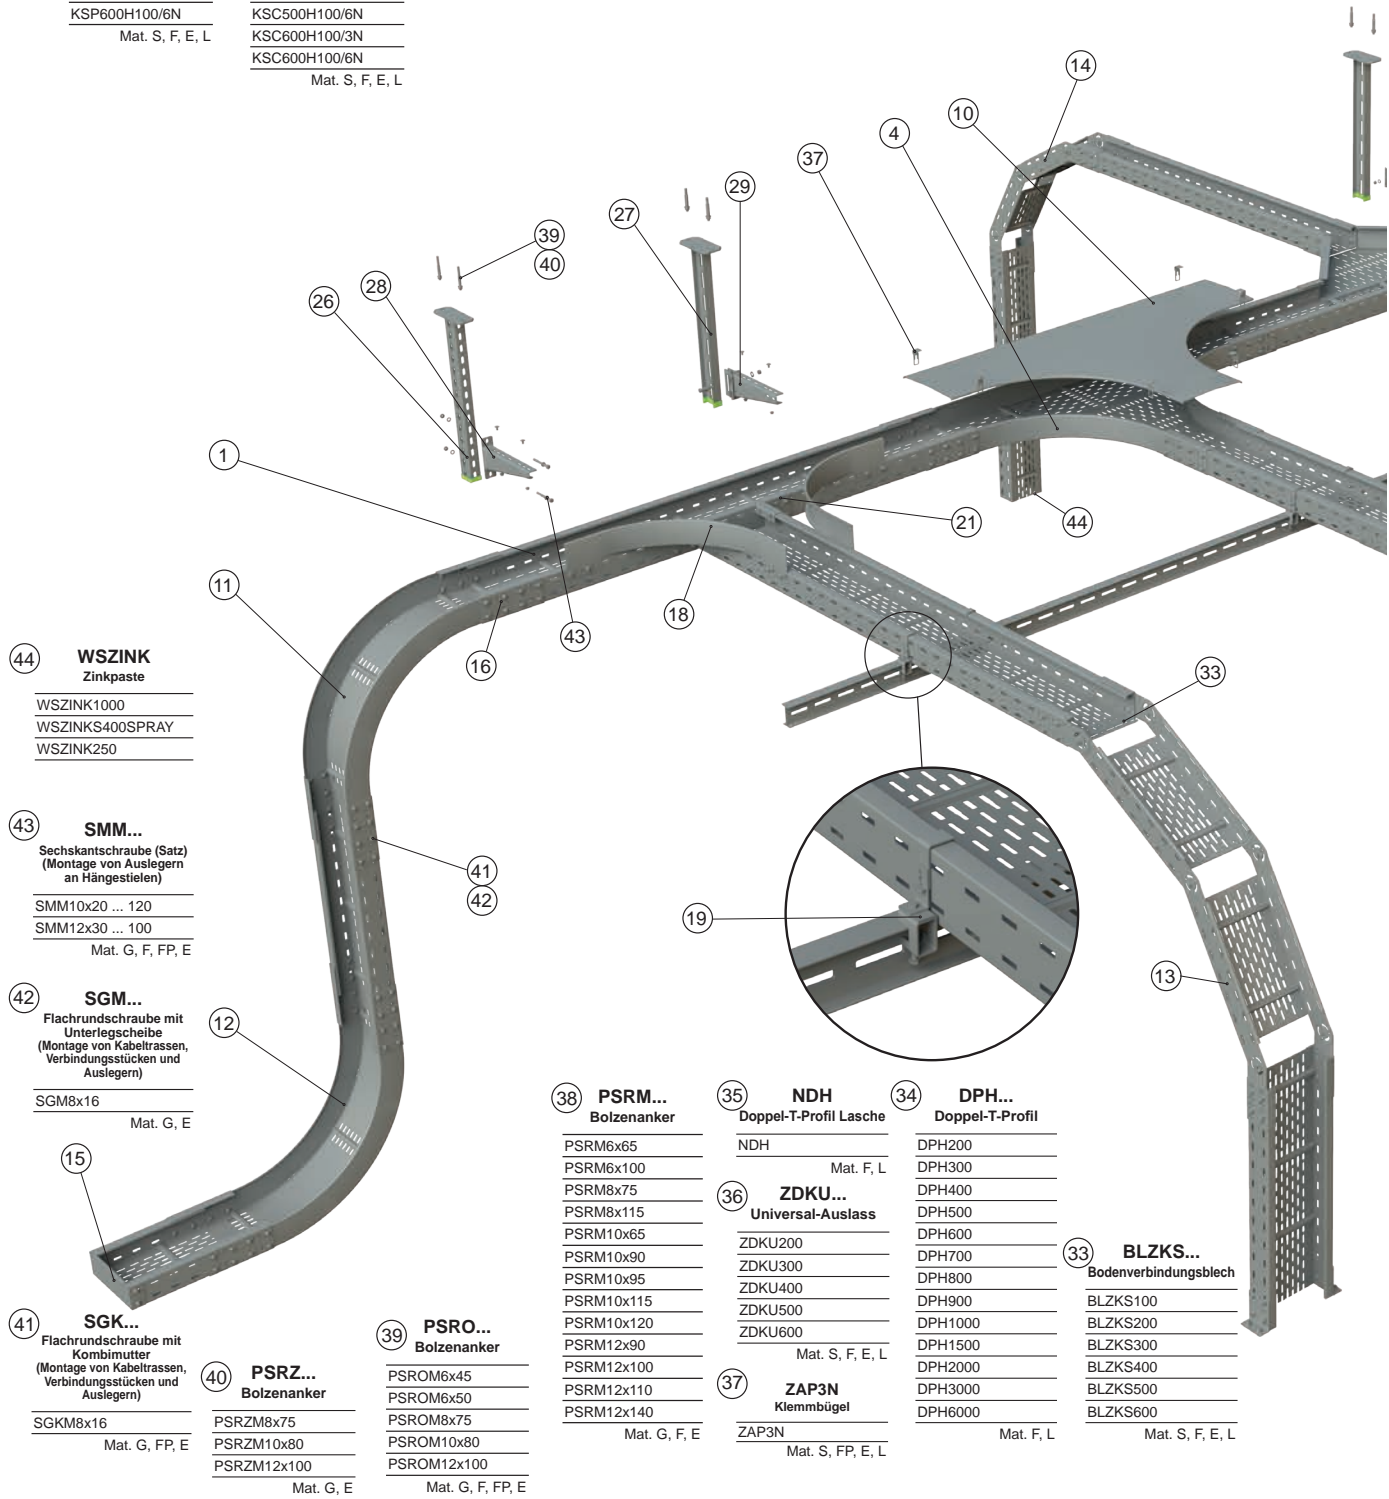 KSP600H100/6N
Mat. S, F, E, L
KSC500H100/6N
KSC600H100/3N
KSC600H100/6N
Mat. S, F, E, L
14
10
4
37
29
27
39
40
28
26
1
21
44
11
18
43
16
33
41
42
19
13
12
15
44
WSZINK
Zinkpaste
WSZINK1000
WSZINKS400SPRAY
WSZINK250
43
SMM...
Sechskantschraube (Satz)
(Montage von Auslegern
an Hängestielen)
SMM10x20 ... 120
SMM12x30 ... 100
Mat. G, F, FP, E
42
SGM...
Flachrundschraube mit
Unterlegscheibe
(Montage von Kabeltrassen,
Verbindungsstücken und
Auslegern)
SGM8x16
Mat. G, E
41
SGK...
Flachrundschraube mit
Kombimutter
(Montage von Kabeltrassen,
Verbindungsstücken und
Auslegern)
SGKM8x16
Mat. G, FP, E
40
PSRZ...
Bolzenanker
PSRZM8x75
PSRZM10x80
PSRZM12x100
Mat. G, E
39
PSRO...
Bolzenanker
PSROM6x45
PSROM6x50
PSROM8x75
PSROM10x80
PSROM12x100
Mat. G, F, FP, E
38
PSRM...
Bolzenanker
PSRM6x65
PSRM6x100
PSRM8x75
PSRM8x115
PSRM10x65
PSRM10x90
PSRM10x95
PSRM10x115
PSRM10x120
PSRM12x90
PSRM12x100
PSRM12x110
PSRM12x140
Mat. G, F, E
35
NDH
Doppel-T-Profil Lasche
NDH
Mat. F, L
36
ZDKU...
Universal-Auslass
ZDKU200
ZDKU300
ZDKU400
ZDKU500
ZDKU600
Mat. S, F, E, L
37
ZAP3N
Klemmbügel
ZAP3N
Mat. S, FP, E, L
34
DPH...
Doppel-T-Profil
DPH200
DPH300
DPH400
DPH500
DPH600
DPH700
DPH800
DPH900
DPH1000
DPH1500
DPH2000
DPH3000
DPH6000
Mat. F, L
33
BLZKS...
Bodenverbindungsblech
BLZKS100
BLZKS200
BLZKS300
BLZKS400
BLZKS500
BLZKS600
Mat. S, F, E, L